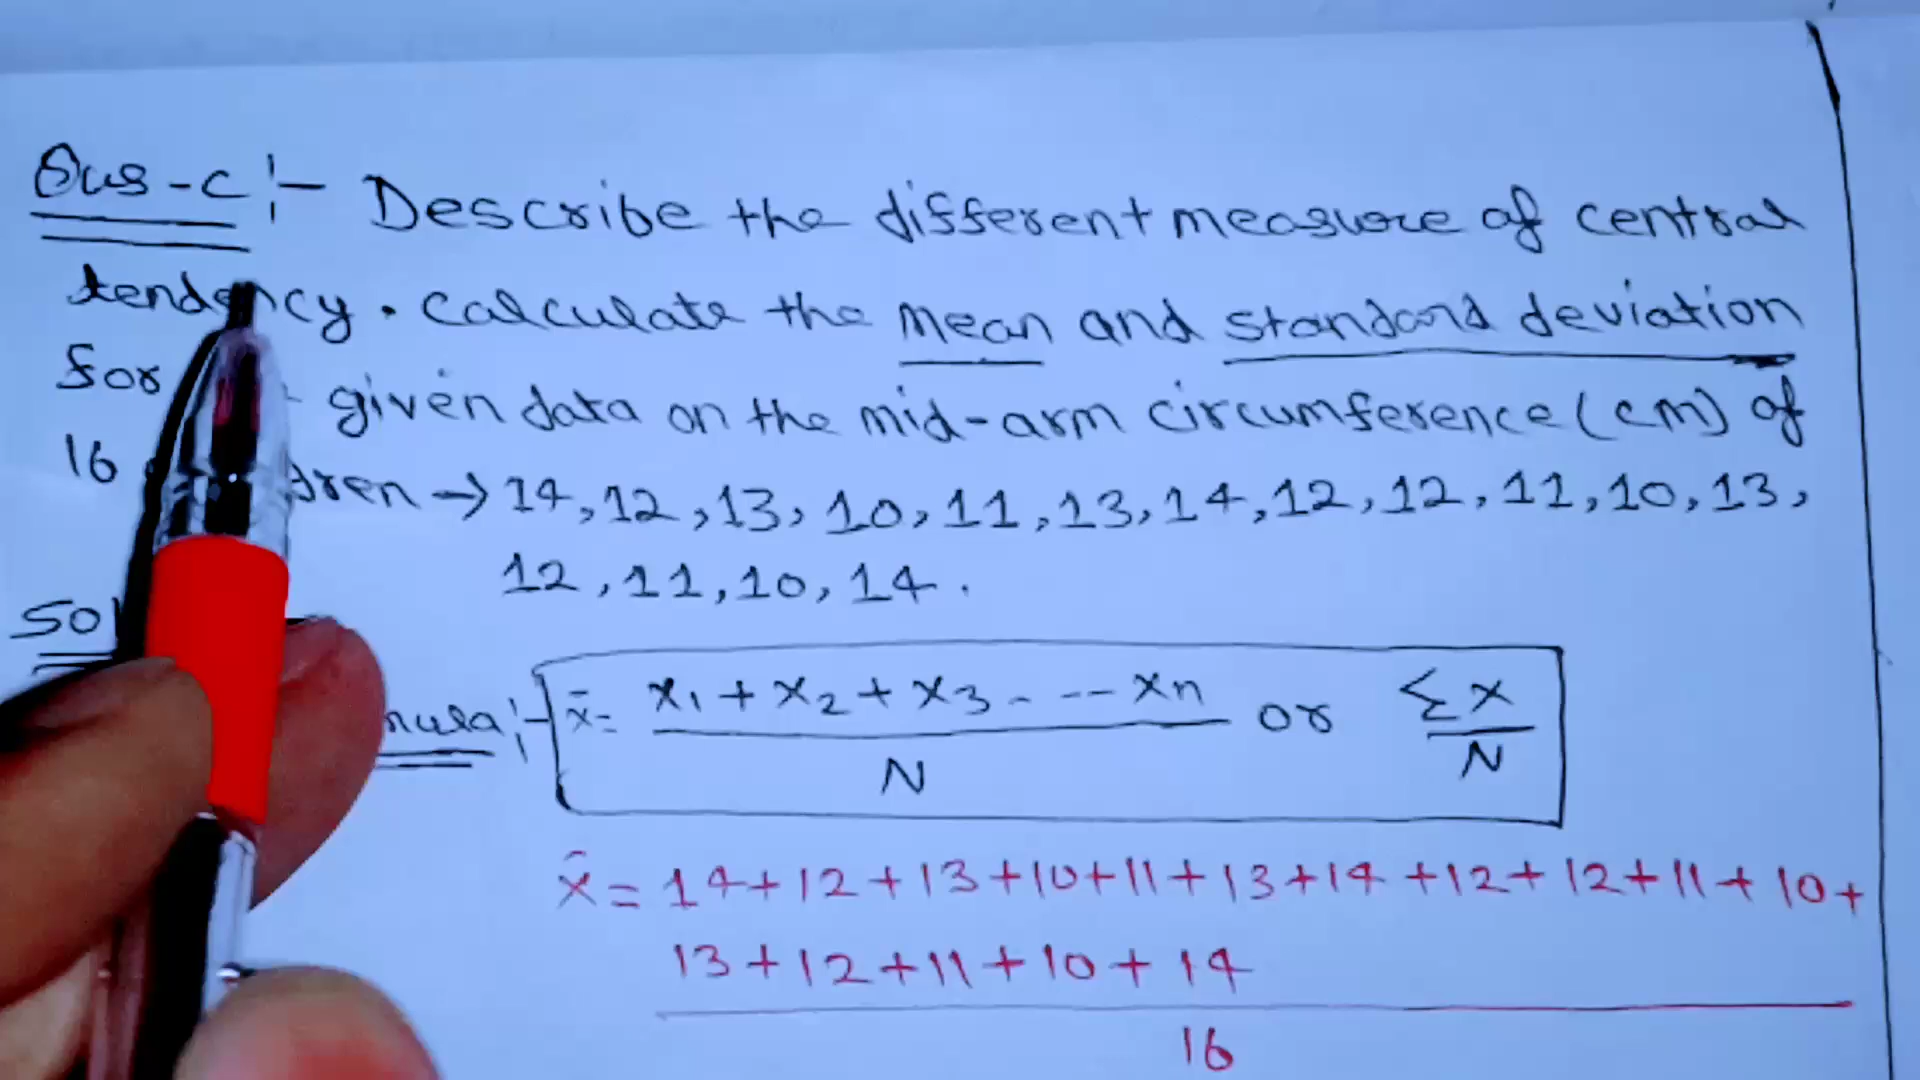 Ques-C:- Describe the different measure of central
tendency. Calculate the mean and standard deviation
for given data on the mid-arm circumference (cm) of
16 → 14, 12, 13, 10, 11, 13, 14, 12, 12, 11, 10, 13,
12, 11, 10, 14.
x̄ = x₁ + x₂ + x₃ - -- xn / N or Σx / N
x̄ = 14+12+13+10+11+13+14+12+12+11+10+
13+12+11+10+14
16